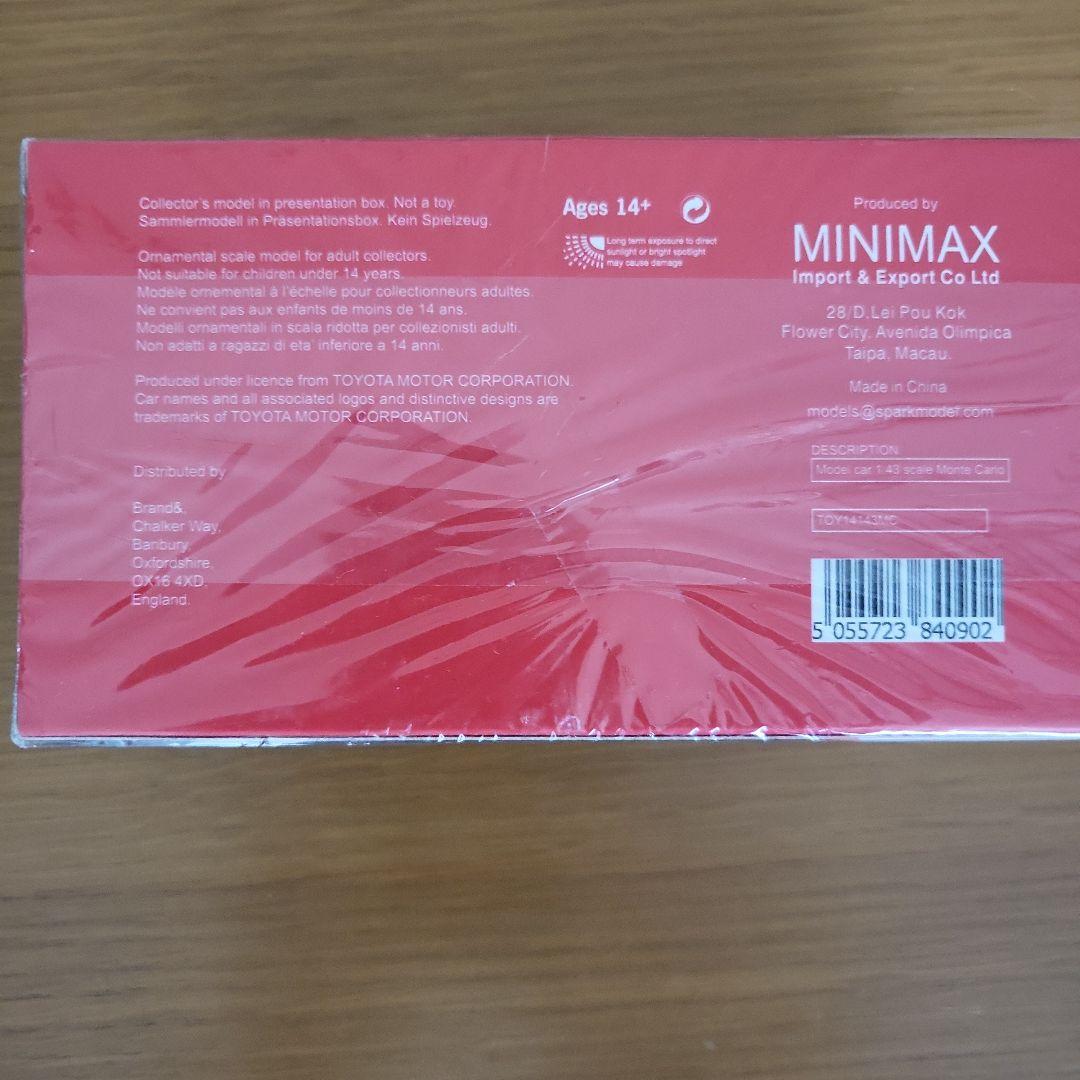 Collector's model in presentation box. Not a toy.
Sammlermodell in Präsentationsbox. Kein Spielzeug.
Ornamental scale model for adult collectors.
Not suitable for children under 14 years.
Modèle ornemental à l'échelle pour collectionneurs adultes.
Ne convient pas aux enfants de moins de 14 ans.
Modelli ornamentali in scala ridotta per collezionisti adulti.
Non adatti a ragazzi di eta' inferiore a 14 anni.
Produced under licence from TOYOTA MOTOR CORPORATION.
Car names and all associated logos and distinctive designs are
trademarks of TOYOTA MOTOR CORPORATION.
Distributed by
Brand&,
Chalker Way,
Banbury,
Oxfordshire,
OX16 4XD,
England.
Ages 14+
Long term exposure to direct
sunlight or bright spotlight
may cause damage
Produced by
MINIMAX
Import & Export Co Ltd
28/D.Lei Pou Kok
Flower City, Avenida Olimpica
Taipa, Macau.
Made in China
models@sparkmodel.com
DESCRIPTION
Model car 1:43 scale Monte Carlo
TOY14143MC
5 055723 840902